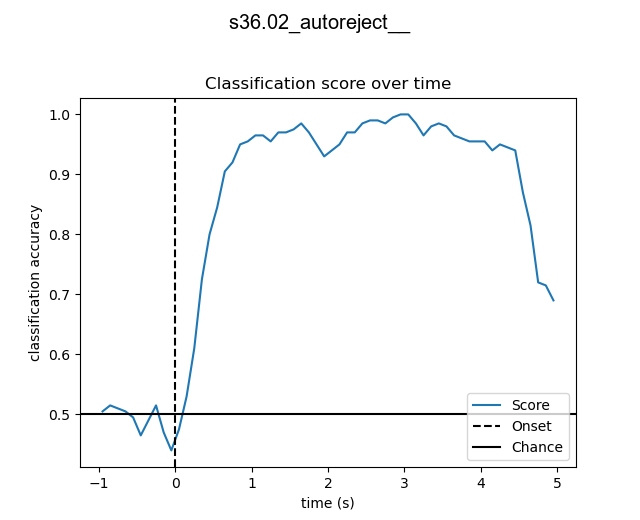 s36.02_autoreject__
Classification score over time
classification accuracy
1.0
0.9
0.8
0.7
0.6
0.5
−1
0
1
2
3
4
5
time (s)
Score
Onset
Chance